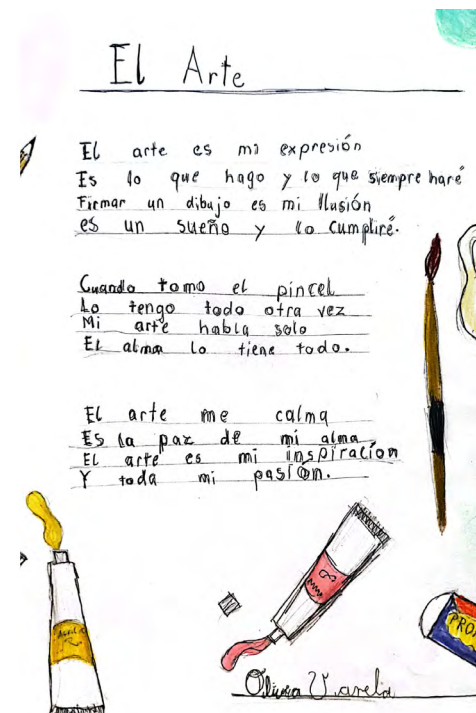 El Arte
El arte es mi expresión
Es lo que hago y lo que siempre haré
Firmar un dibujo es mi Ilusión
es un sueño y lo cumpliré.
Cuando tomo el pincel
Lo tengo todo otra vez
Mi arte habla solo
El alma lo tiene todo.
El arte me calma
Es la paz de mi alma
El arte es mi inspiración
Y toda mi pasión.
Olivia Varela